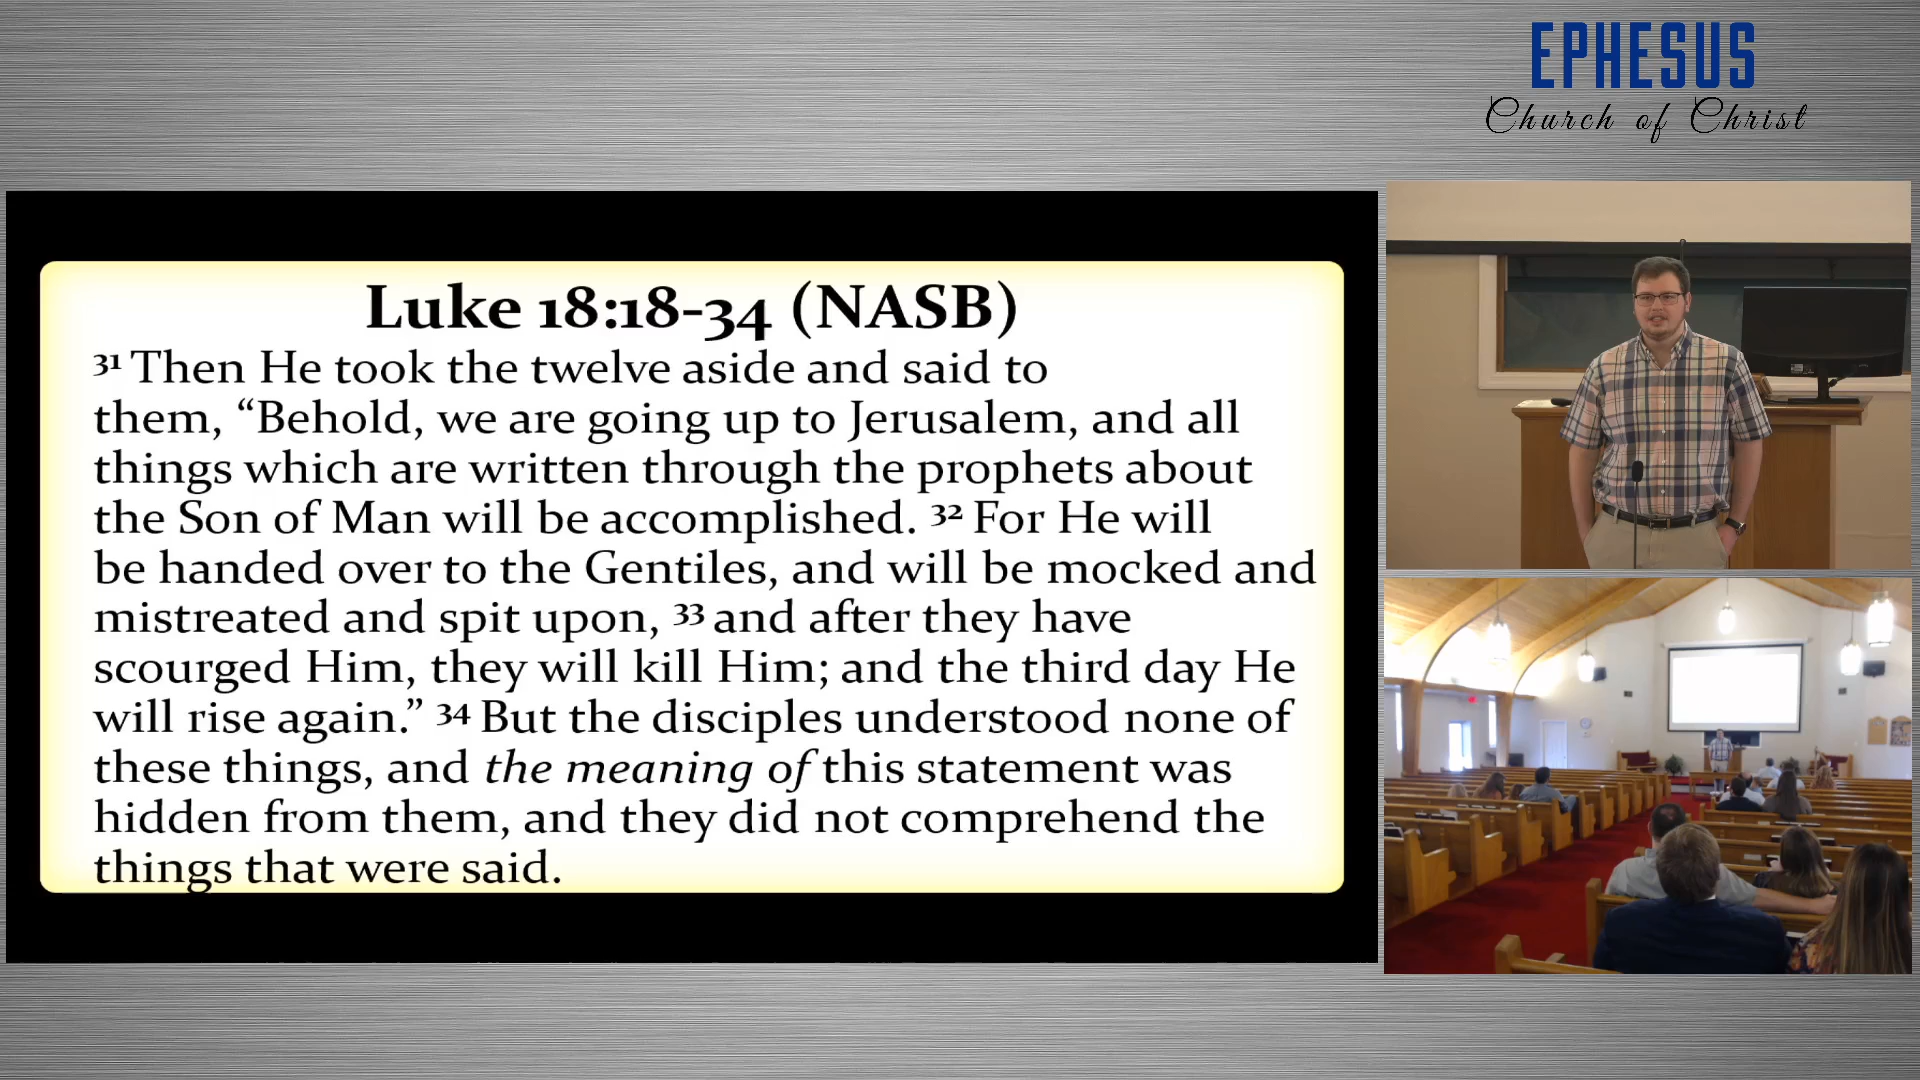 EPHESUS
Church of Christ
Luke 18:18-34 (NASB)
31 Then He took the twelve aside and said to
them, “Behold, we are going up to Jerusalem, and all
things which are written through the prophets about
the Son of Man will be accomplished. 32 For He will
be handed over to the Gentiles, and will be mocked and
mistreated and spit upon, 33 and after they have
scourged Him, they will kill Him; and the third day He
will rise again.” 34 But the disciples understood none of
these things, and the meaning of this statement was
hidden from them, and they did not comprehend the
things that were said.